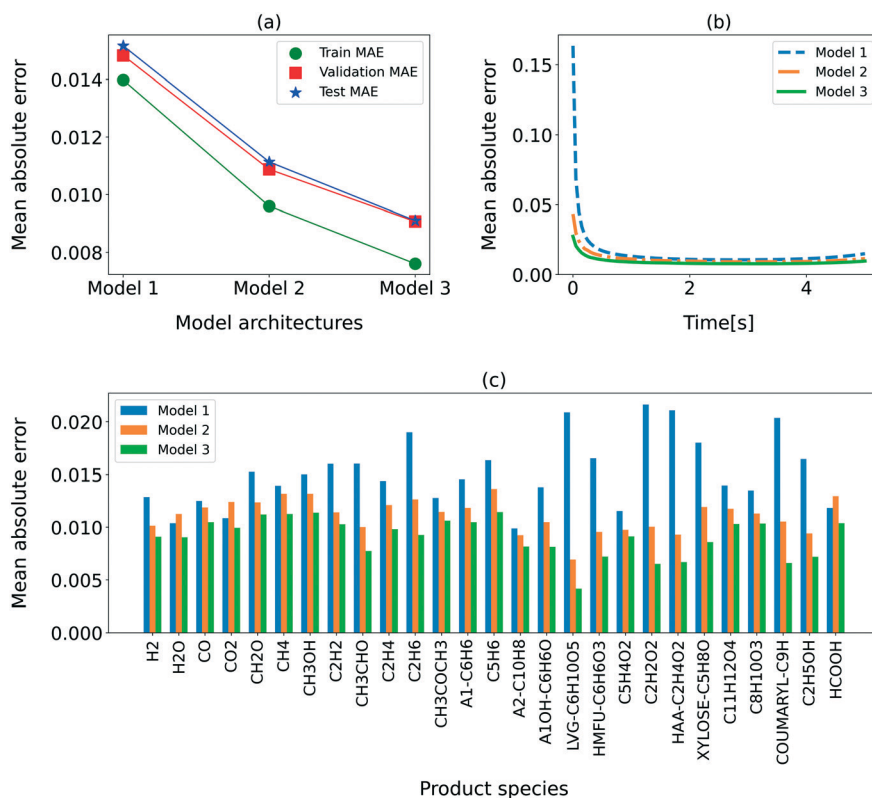 (a)
Mean absolute error
0.014
0.012
0.010
0.008
Train MAE
Validation MAE
Test MAE
Model 1
Model 2
Model 3
Model architectures
(b)
Mean absolute error
0.15
0.10
0.05
0.00
Model 1
Model 2
Model 3
0
2
4
Time[s]
(c)
Mean absolute error
0.020
0.015
0.010
0.005
0.000
Model 1
Model 2
Model 3
H2
H2O
CO
CO2
CH2O
CH4
CH3OH
C2H2
CH3CHO
C2H4
C2H6
CH3COCH3
A1-C6H6
C5H6
A2-C10H8
A1OH-C6H6O
LVG-C6H10O5
HMFU-C6H6O3
C5H4O2
C2H2O2
HAA-C2H4O2
XYLOSE-C5H8O
C11H12O4
C8H10O3
COUMARYL-C9H
C2H5OH
HCOOH
Product species